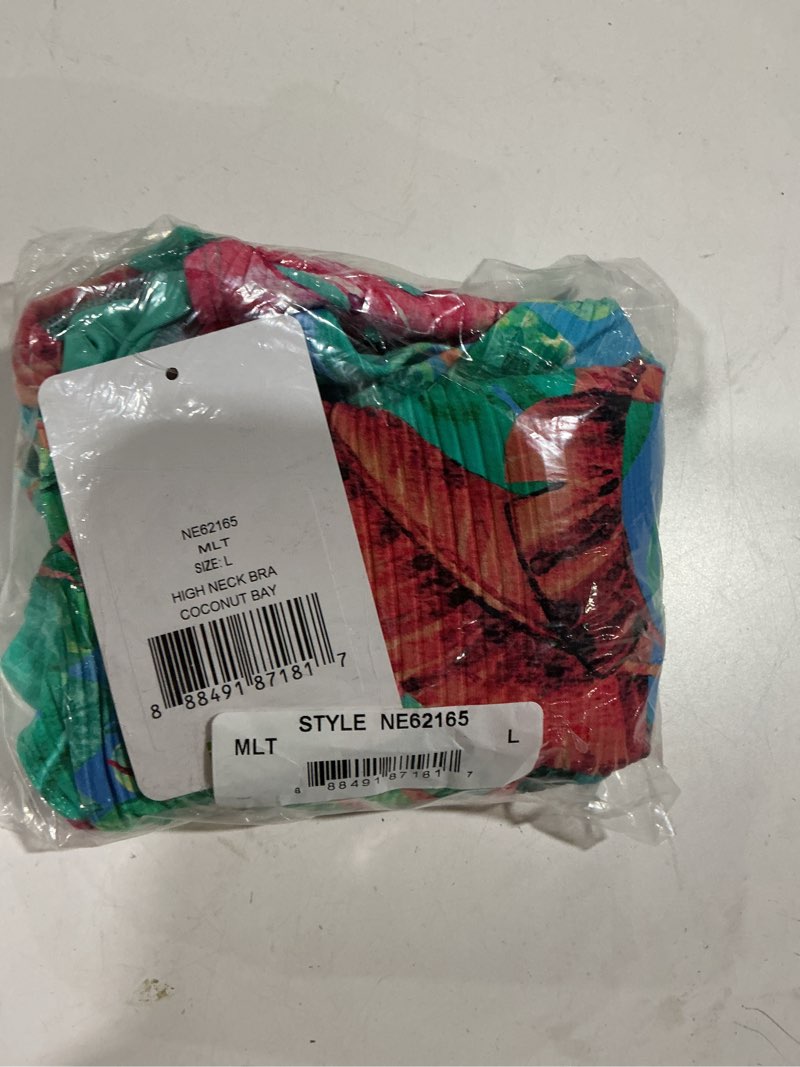 NE62165
MLT
SIZE: L
HIGH NECK BRA
COCONUT BAY
8 88491 87181 7
STYLE NE62165
MLT L
8 88491 87181 7